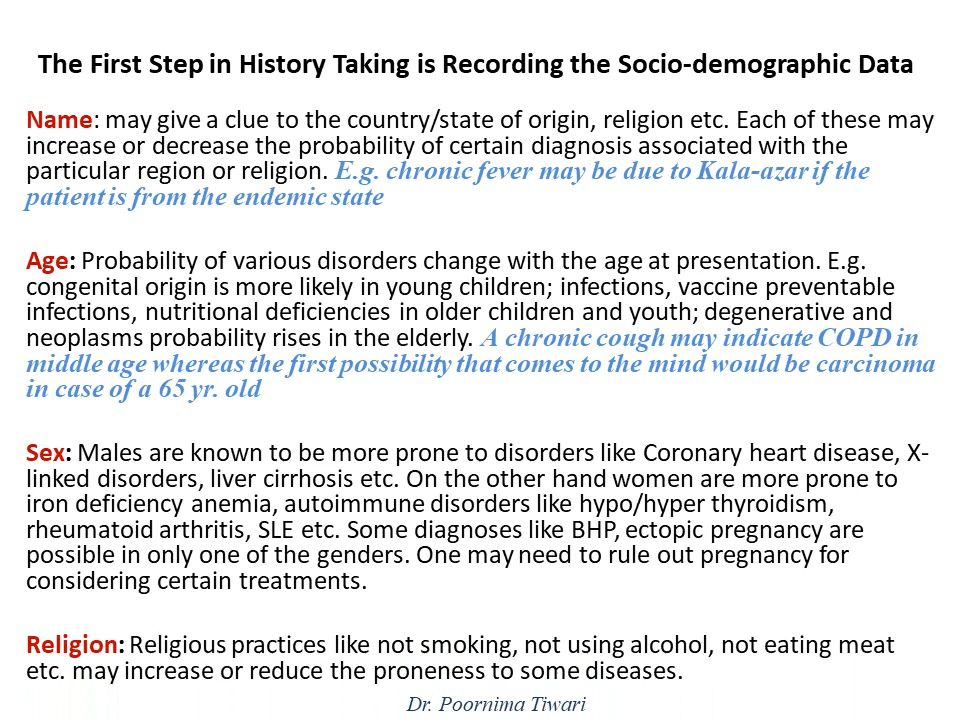 The First Step in History Taking is Recording the Socio-demographic Data
Name: may give a clue to the country/state of origin, religion etc. Each of these may
increase or decrease the probability of certain diagnosis associated with the
particular region or religion. E.g. chronic fever may be due to Kala-azar if the
patient is from the endemic state
Age: Probability of various disorders change with the age at presentation. E.g.
congenital origin is more likely in young children; infections, vaccine preventable
infections, nutritional deficiencies in older children and youth; degenerative and
neoplasms probability rises in the elderly. A chronic cough may indicate COPD in
middle age whereas the first possibility that comes to the mind would be carcinoma
in case of a 65 yr. old
Sex: Males are known to be more prone to disorders like Coronary heart disease, X-
linked disorders, liver cirrhosis etc. On the other hand women are more prone to
iron deficiency anemia, autoimmune disorders like hypo/hyper thyroidism,
rheumatoid arthritis, SLE etc. Some diagnoses like BHP, ectopic pregnancy are
possible in only one of the genders. One may need to rule out pregnancy for
considering certain treatments.
Religion: Religious practices like not smoking, not using alcohol, not eating meat
etc. may increase or reduce the proneness to some diseases.
Dr. Poornima Tiwari